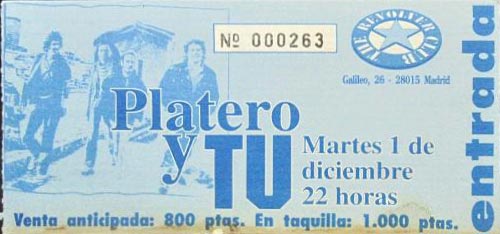 Nº 000263
THE REVOLVER CLUB
Galileo, 26 - 28015 Madrid
entrada
Platero
y TU
Martes 1 de
diciembre
22 horas
Venta anticipada: 800 ptas. En taquilla: 1.000 ptas.